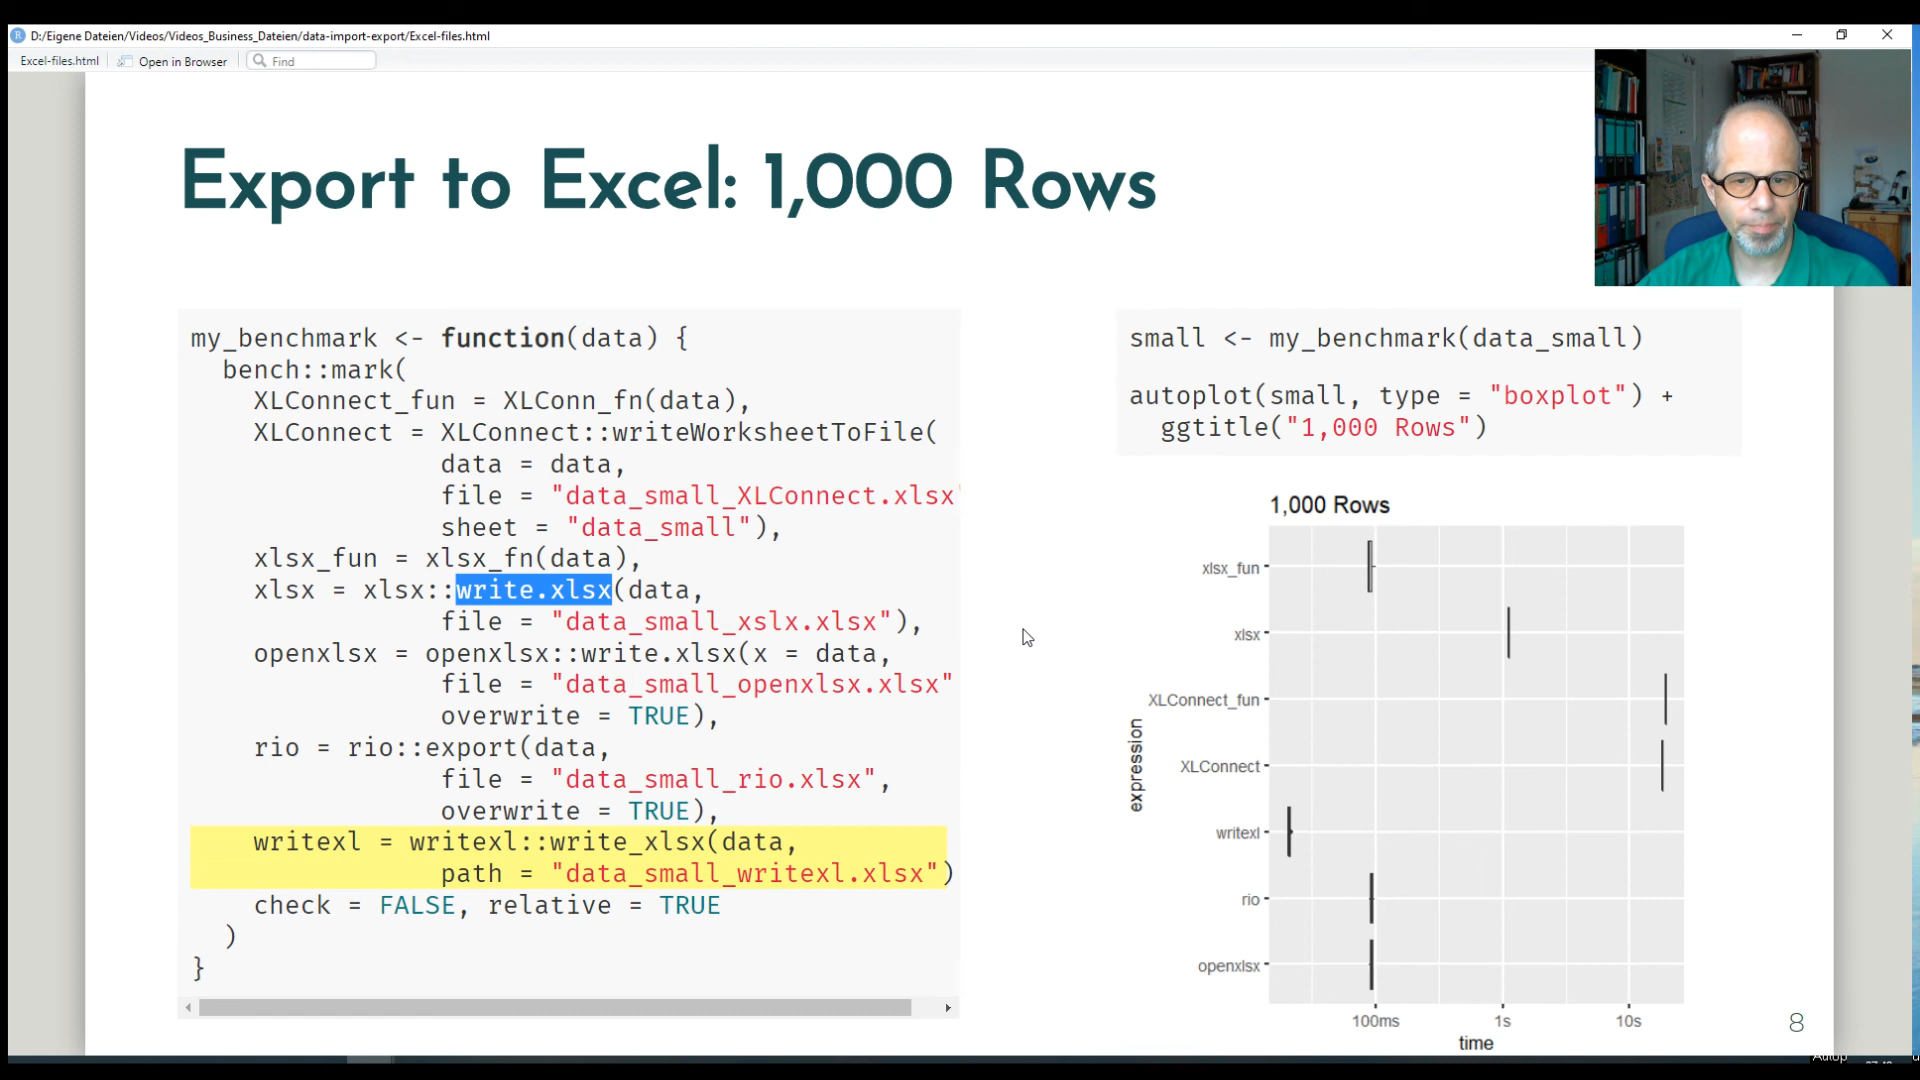 D:/Eigene Dateien/Videos/Videos_Business_Dateien/data-import-export/Excel-files.html
Excel-files.html
Open in Browser
Find
Export to Excel: 1,000 Rows
my_benchmark <- function(data) {
bench::mark(
XLConnect_fun = XLConn_fn(data),
XLConnect = XLConnect::writeWorksheetToFile(
data = data,
file = "data_small_XLConnect.xlsx"
sheet = "data_small"),
xlsx_fun = xlsx_fn(data),
xlsx = xlsx::write.xlsx(data,
file = "data_small_xslx.xlsx"),
openxlsx = openxlsx::write.xlsx(x = data,
file = "data_small_openxlsx.xlsx"
overwrite = TRUE),
rio = rio::export(data,
file = "data_small_rio.xlsx",
overwrite = TRUE),
writexl = writexl::write_xlsx(data,
path = "data_small_writexl.xlsx")
check = FALSE, relative = TRUE
)
}
small <- my_benchmark(data_small)
autoplot(small, type = "boxplot") +
ggtitle("1,000 Rows")
1,000 Rows
xlsx_fun
xlsx
XLConnect_fun
XLConnect
writexl
rio
openxlsx
expression
100ms
1s
10s
time
8